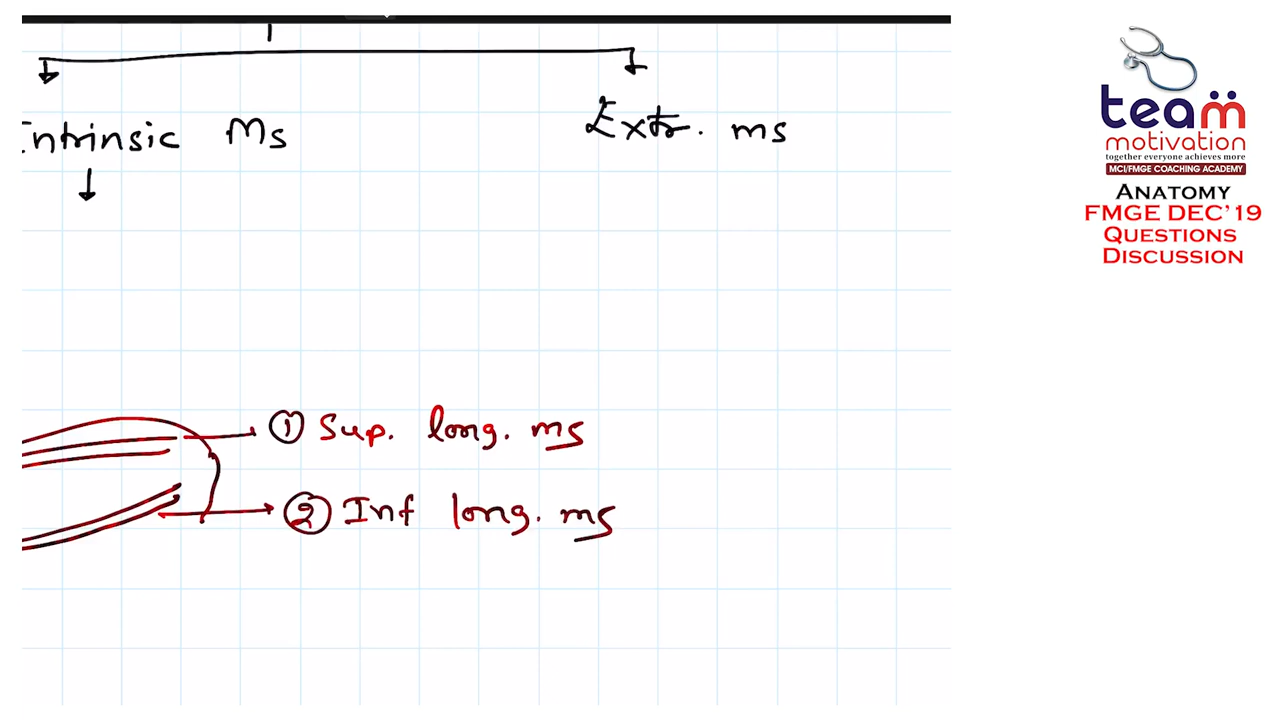 Intrinsic Ms
Extr. ms
① Sup. long. ms
② Inf long. ms
team
motivation
together everyone achieves more
MCI/FMGE COACHING ACADEMY
ANATOMY
FMGE DEC'19
QUESTIONS
DISCUSSION